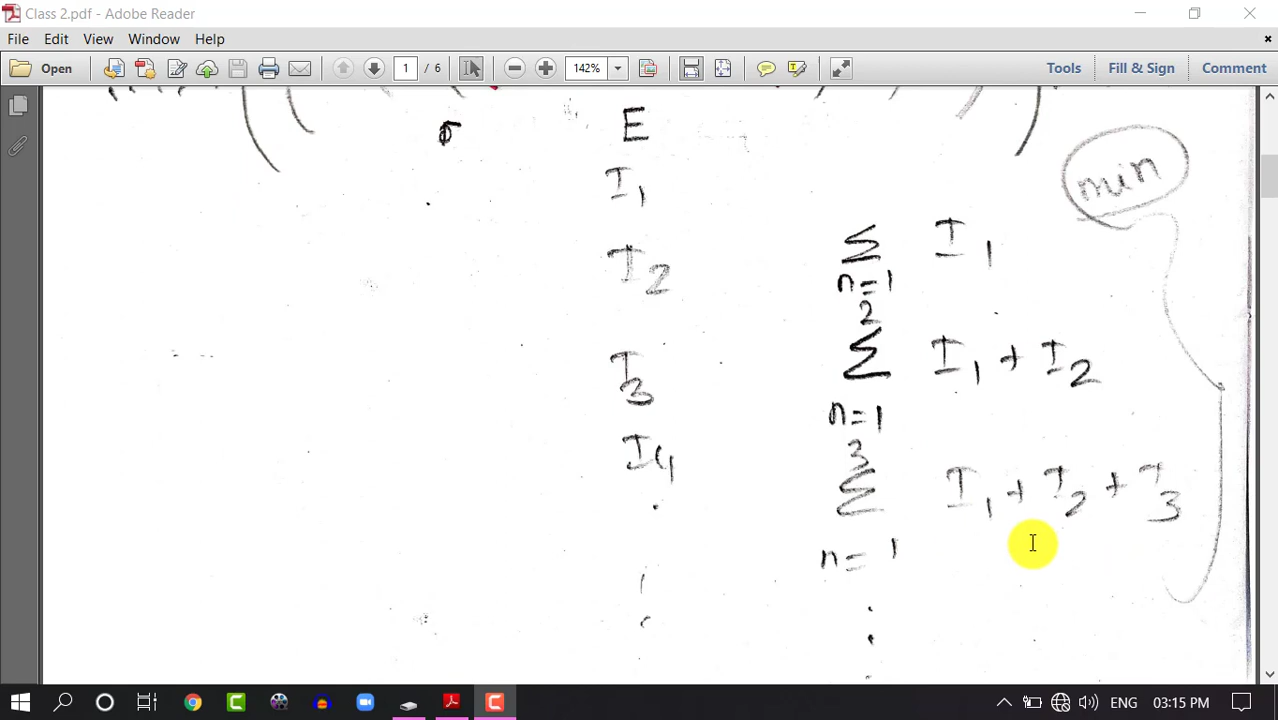 Class 2.pdf - Adobe Reader
File Edit View Window Help
Open 1 / 6 142% Tools Fill & Sign Comment
σ E
min
I1
Σ I1
n=1
I2
2
Σ I1 + I2
n=1
I3
3
I4
Σ I1 + I2 + I3
n=1
ENG 03:15 PM